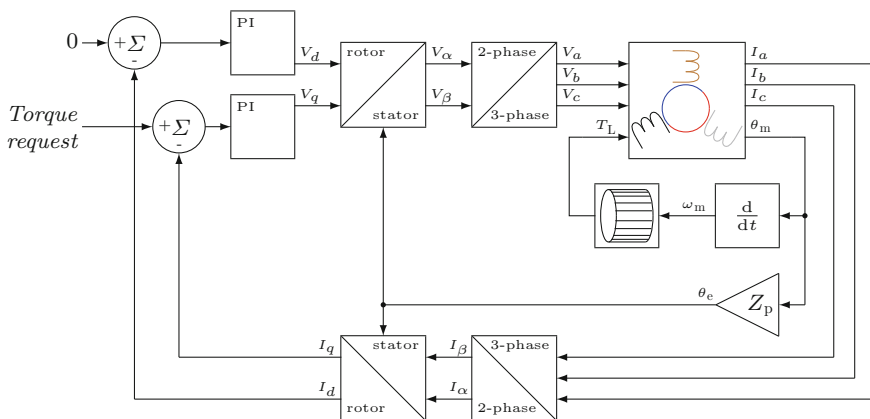 0
+ Σ
-
PI
V_d
rotor
stator
V_α
V_β
2-phase
3-phase
V_a
V_b
V_c
I_a
I_b
I_c
θ_m
Torque
request
+ Σ
-
PI
V_q
T_L
ω_m
d
dt
θ_e
Z_p
I_q
I_d
stator
rotor
I_β
I_α
3-phase
2-phase